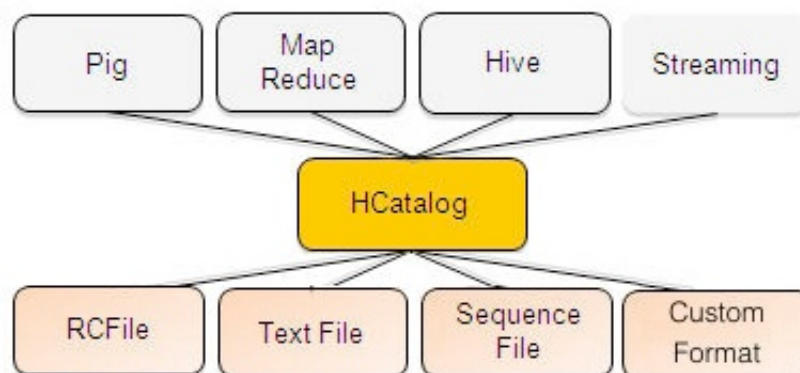 Pig
Map
Reduce
Hive
Streaming
HCatalog
RCFile
Text File
Sequence
File
Custom
Format